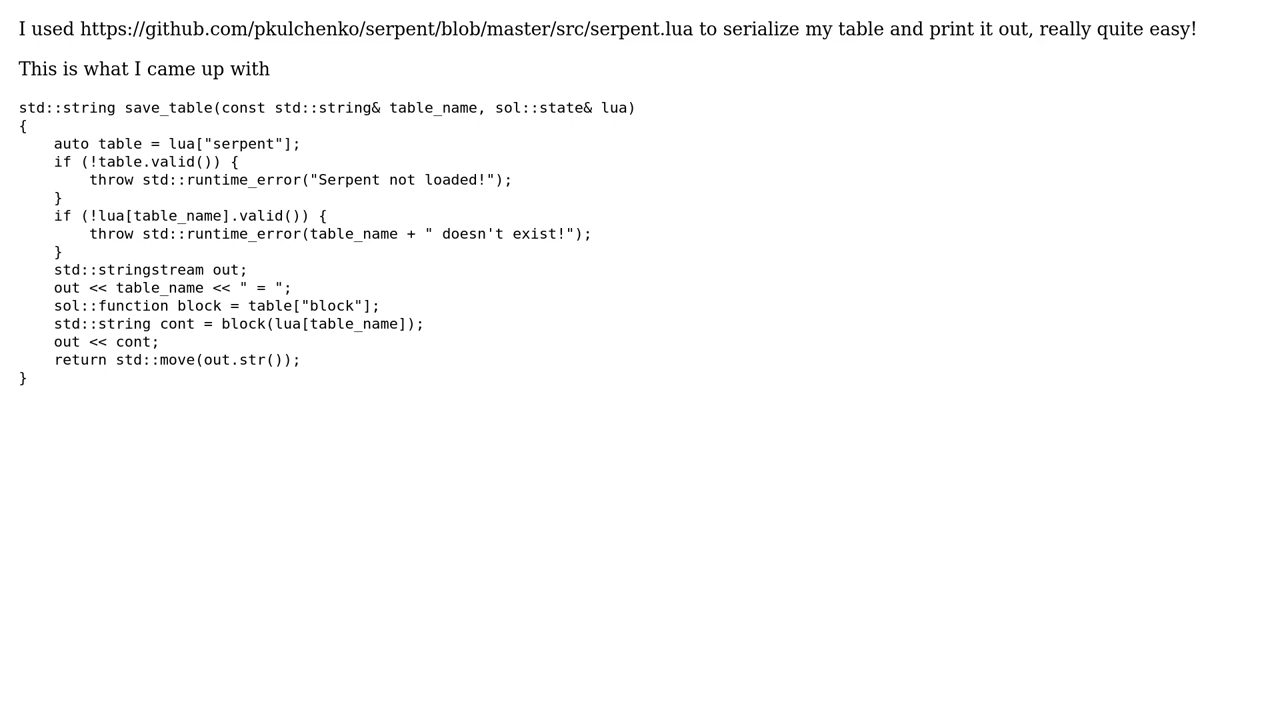 I used https://github.com/pkulchenko/serpent/blob/master/src/serpent.lua to serialize my table and print it out, really quite easy!
This is what I came up with
std::string save_table(const std::string& table_name, sol::state& lua)
{
    auto table = lua["serpent"];
    if (!table.valid()) {
        throw std::runtime_error("Serpent not loaded!");
    }
    if (!lua[table_name].valid()) {
        throw std::runtime_error(table_name + " doesn't exist!");
    }
    std::stringstream out;
    out << table_name << " = ";
    sol::function block = table["block"];
    std::string cont = block(lua[table_name]);
    out << cont;
    return std::move(out.str());
}